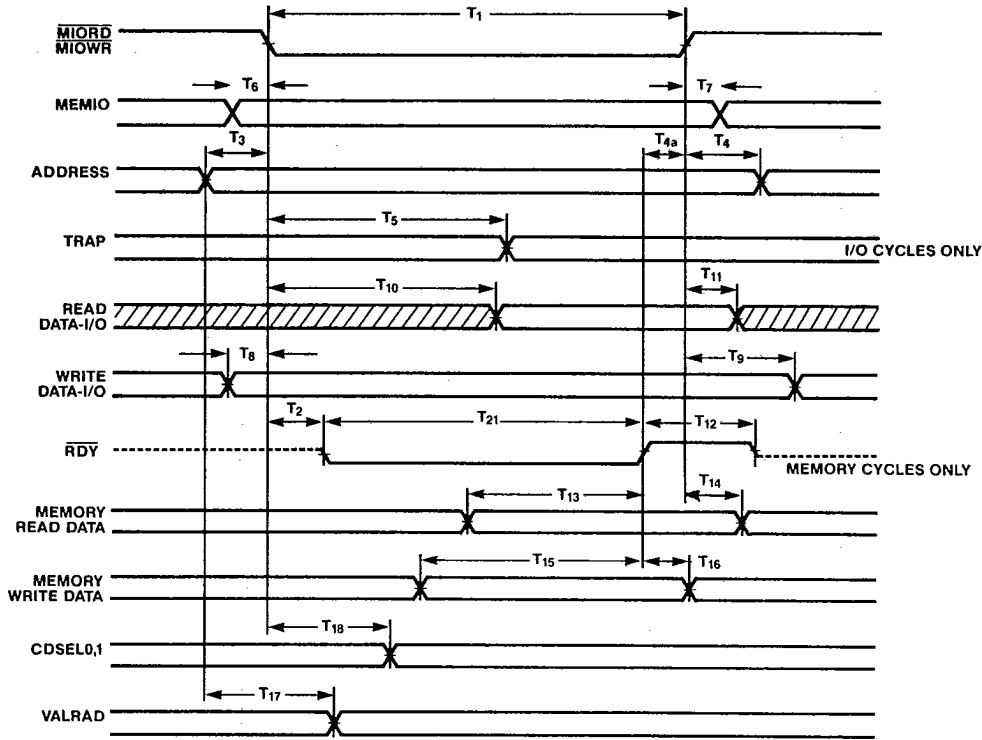 T1
MIORD
MIOWR
T6 T7
MEMIO
T3 T4a T4
ADDRESS
T5
TRAP
I/O CYCLES ONLY
T10 T11
READ
DATA-I/O
T8 T9
WRITE
DATA-I/O
T2 T21 T12
RDY
MEMORY CYCLES ONLY
T13 T14
MEMORY
READ DATA
T15 T16
MEMORY
WRITE DATA
T18
CDSEL0,1
T17
VALRAD